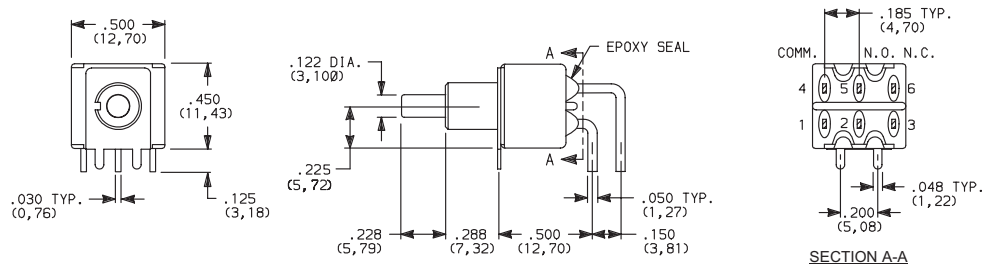 .500
(12,70)
.450
(11,43)
.030 TYP.
(0,76)
.125
(3,18)
.122 DIA.
(3,100)
A
EPOXY SEAL
.225
(5,72)
A
.050 TYP.
(1,27)
.228
(5,79)
.288
(7,32)
.500
(12,70)
.150
(3,81)
.185 TYP.
(4,70)
COMM. N.O. N.C.
4 5 6
1 2 3
.048 TYP.
(1,22)
.200
(5,08)
SECTION A-A